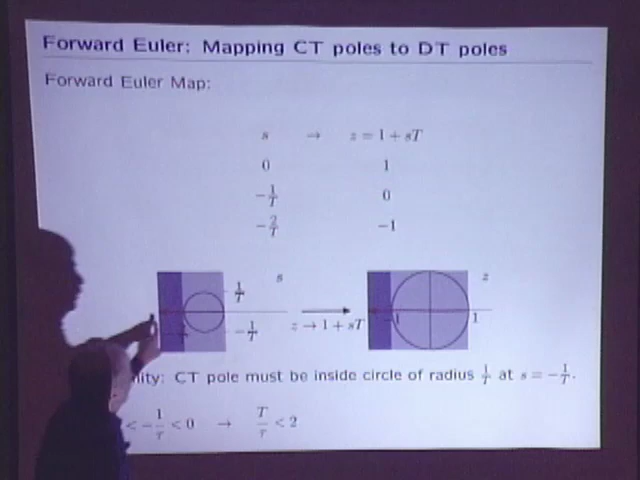 Forward Euler: Mapping CT poles to DT poles
Forward Euler Map:
s → z = 1 + sT
0 1
-1/T 0
-2/T -1
1/T s z
-1 1
-1/T z → 1 + sT
CT pole must be inside circle of radius 1/T at s = -1/T.
< -1/τ < 0 → T/τ < 2